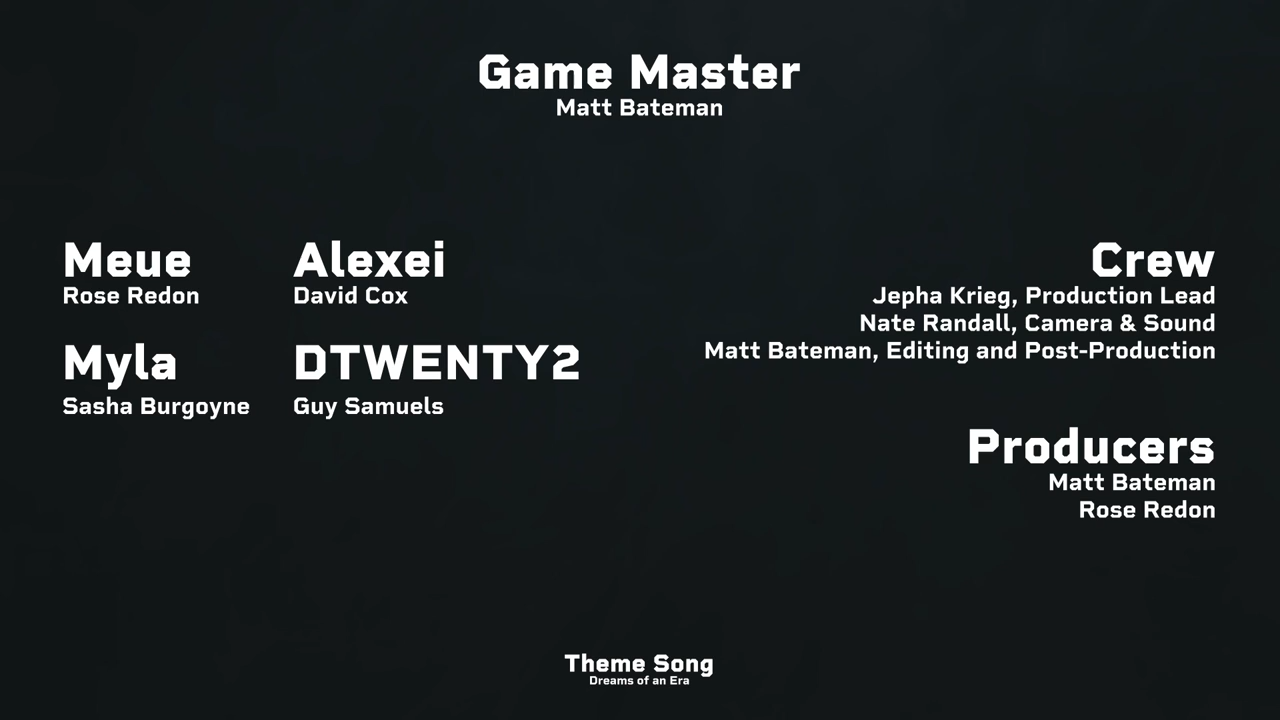 Game Master
Matt Bateman
Meue
Rose Redon
Alexei
David Cox
Myla
Sasha Burgoyne
DTWENTY2
Guy Samuels
Crew
Jepha Krieg, Production Lead
Nate Randall, Camera & Sound
Matt Bateman, Editing and Post-Production
Producers
Matt Bateman
Rose Redon
Theme Song
Dreams of an Era